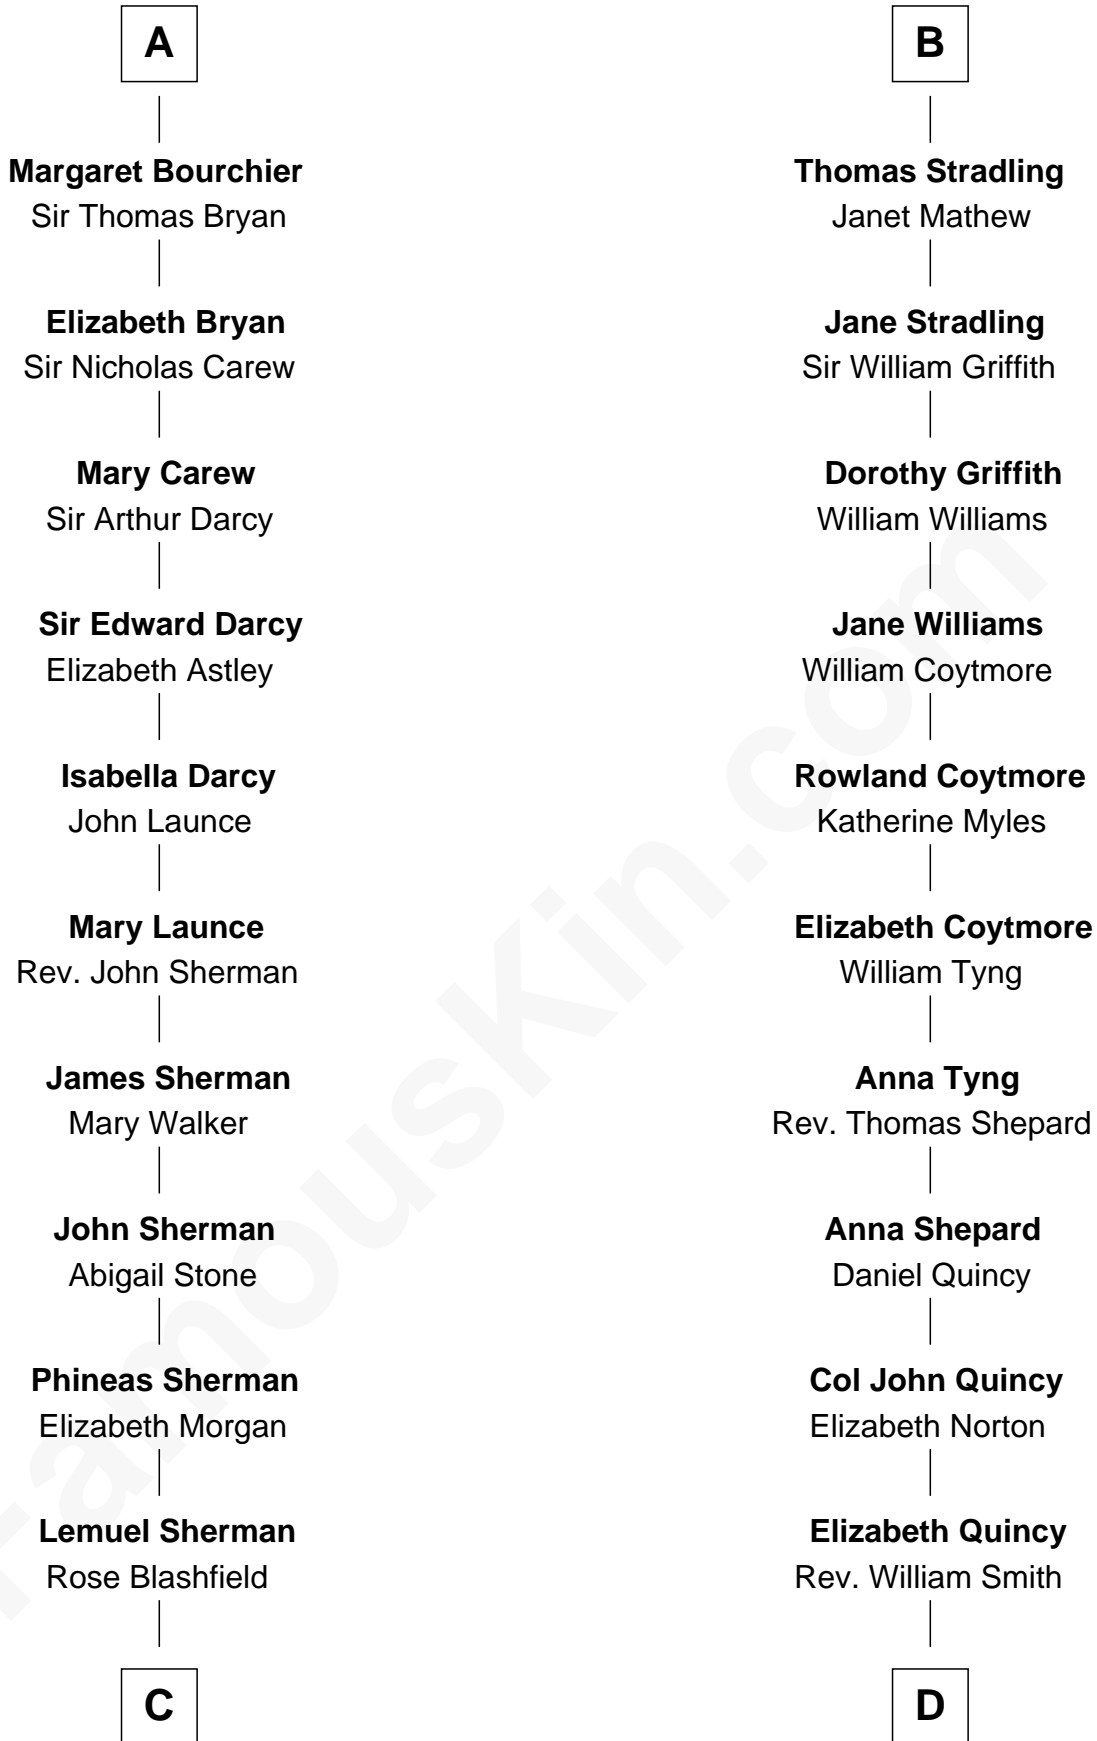 A
Margaret Bourchier
Sir Thomas Bryan
Elizabeth Bryan
Sir Nicholas Carew
Mary Carew
Sir Arthur Darcy
Sir Edward Darcy
Elizabeth Astley
Isabella Darcy
John Launce
Mary Launce
Rev. John Sherman
James Sherman
Mary Walker
John Sherman
Abigail Stone
Phineas Sherman
Elizabeth Morgan
Lemuel Sherman
Rose Blashfield
C
B
Thomas Stradling
Janet Mathew
Jane Stradling
Sir William Griffith
Dorothy Griffith
William Williams
Jane Williams
William Coytmore
Rowland Coytmore
Katherine Myles
Elizabeth Coytmore
William Tyng
Anna Tyng
Rev. Thomas Shepard
Anna Shepard
Daniel Quincy
Col John Quincy
Elizabeth Norton
Elizabeth Quincy
Rev. William Smith
D
FamousKin.com